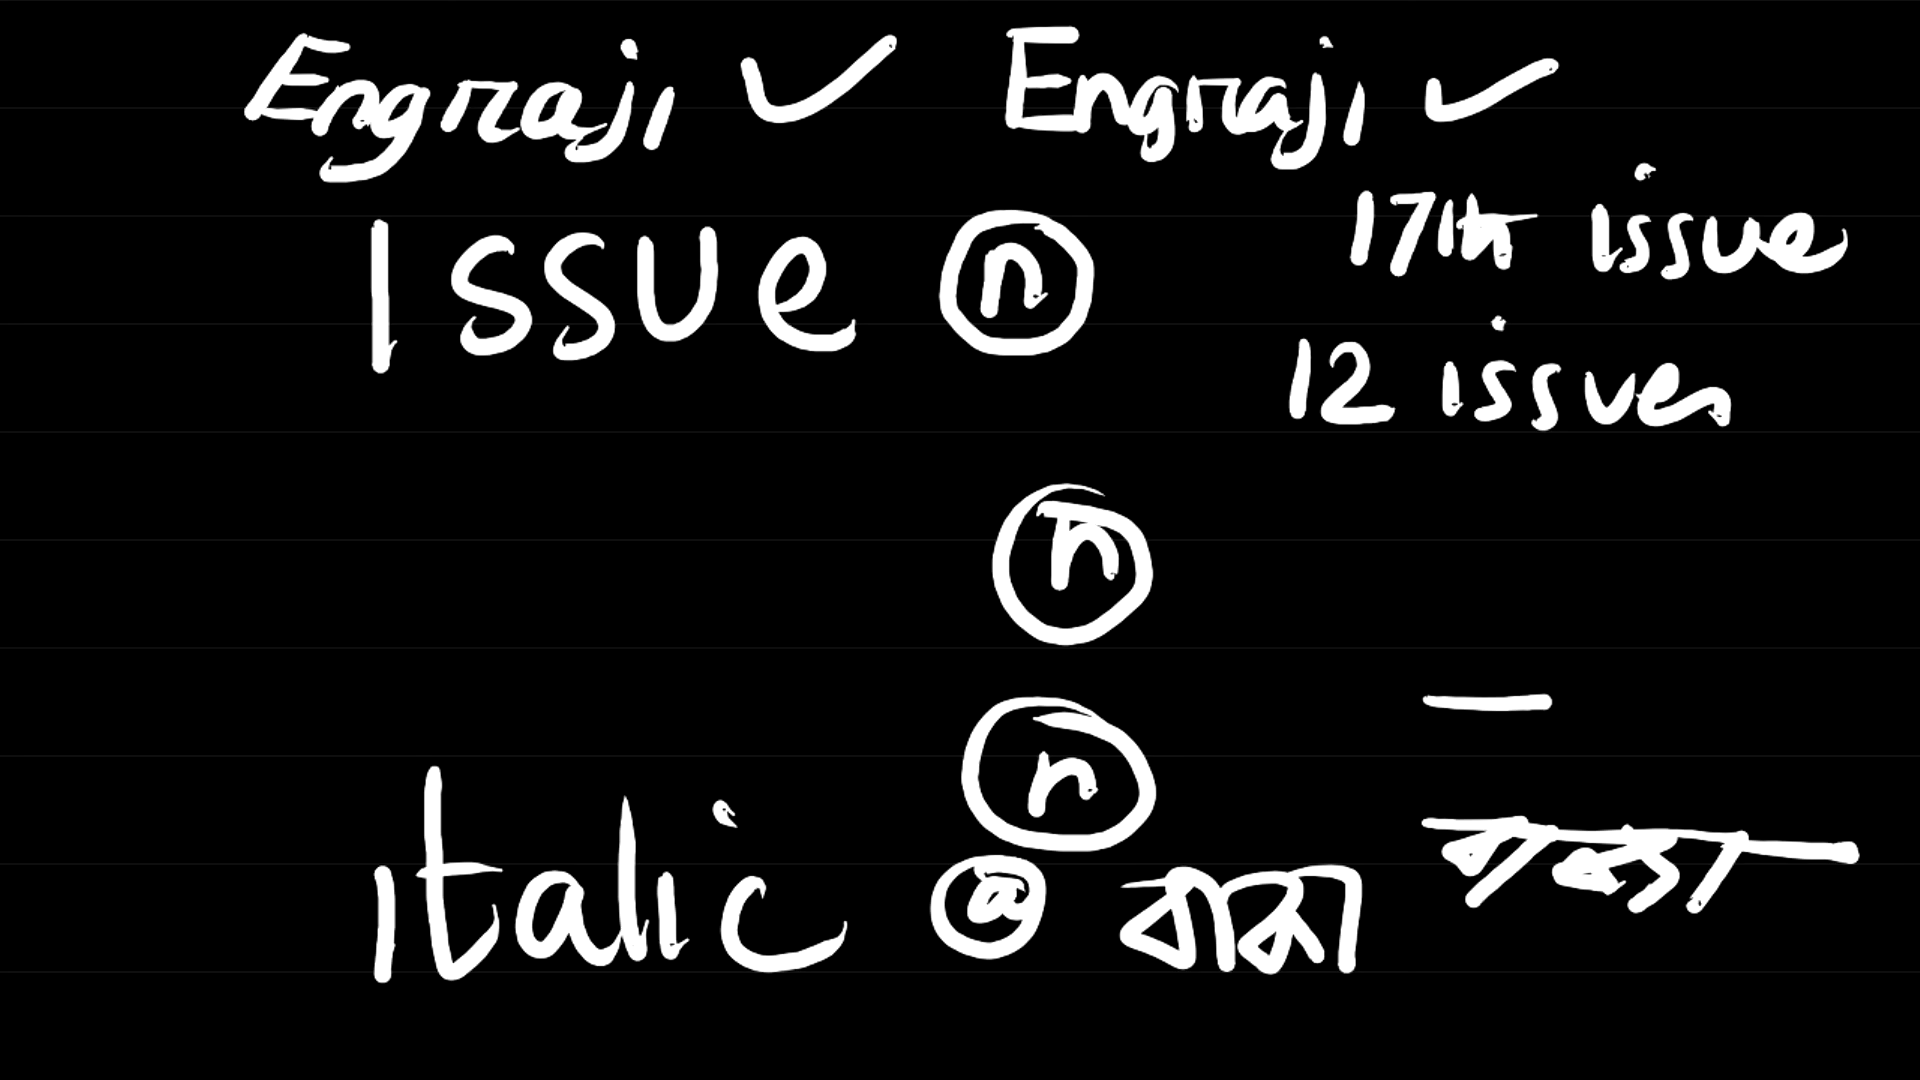 Engraji ✓ Engraji ✓
Issue n 17th issue
12 issues
n
n
italic @ বাকা বাকা